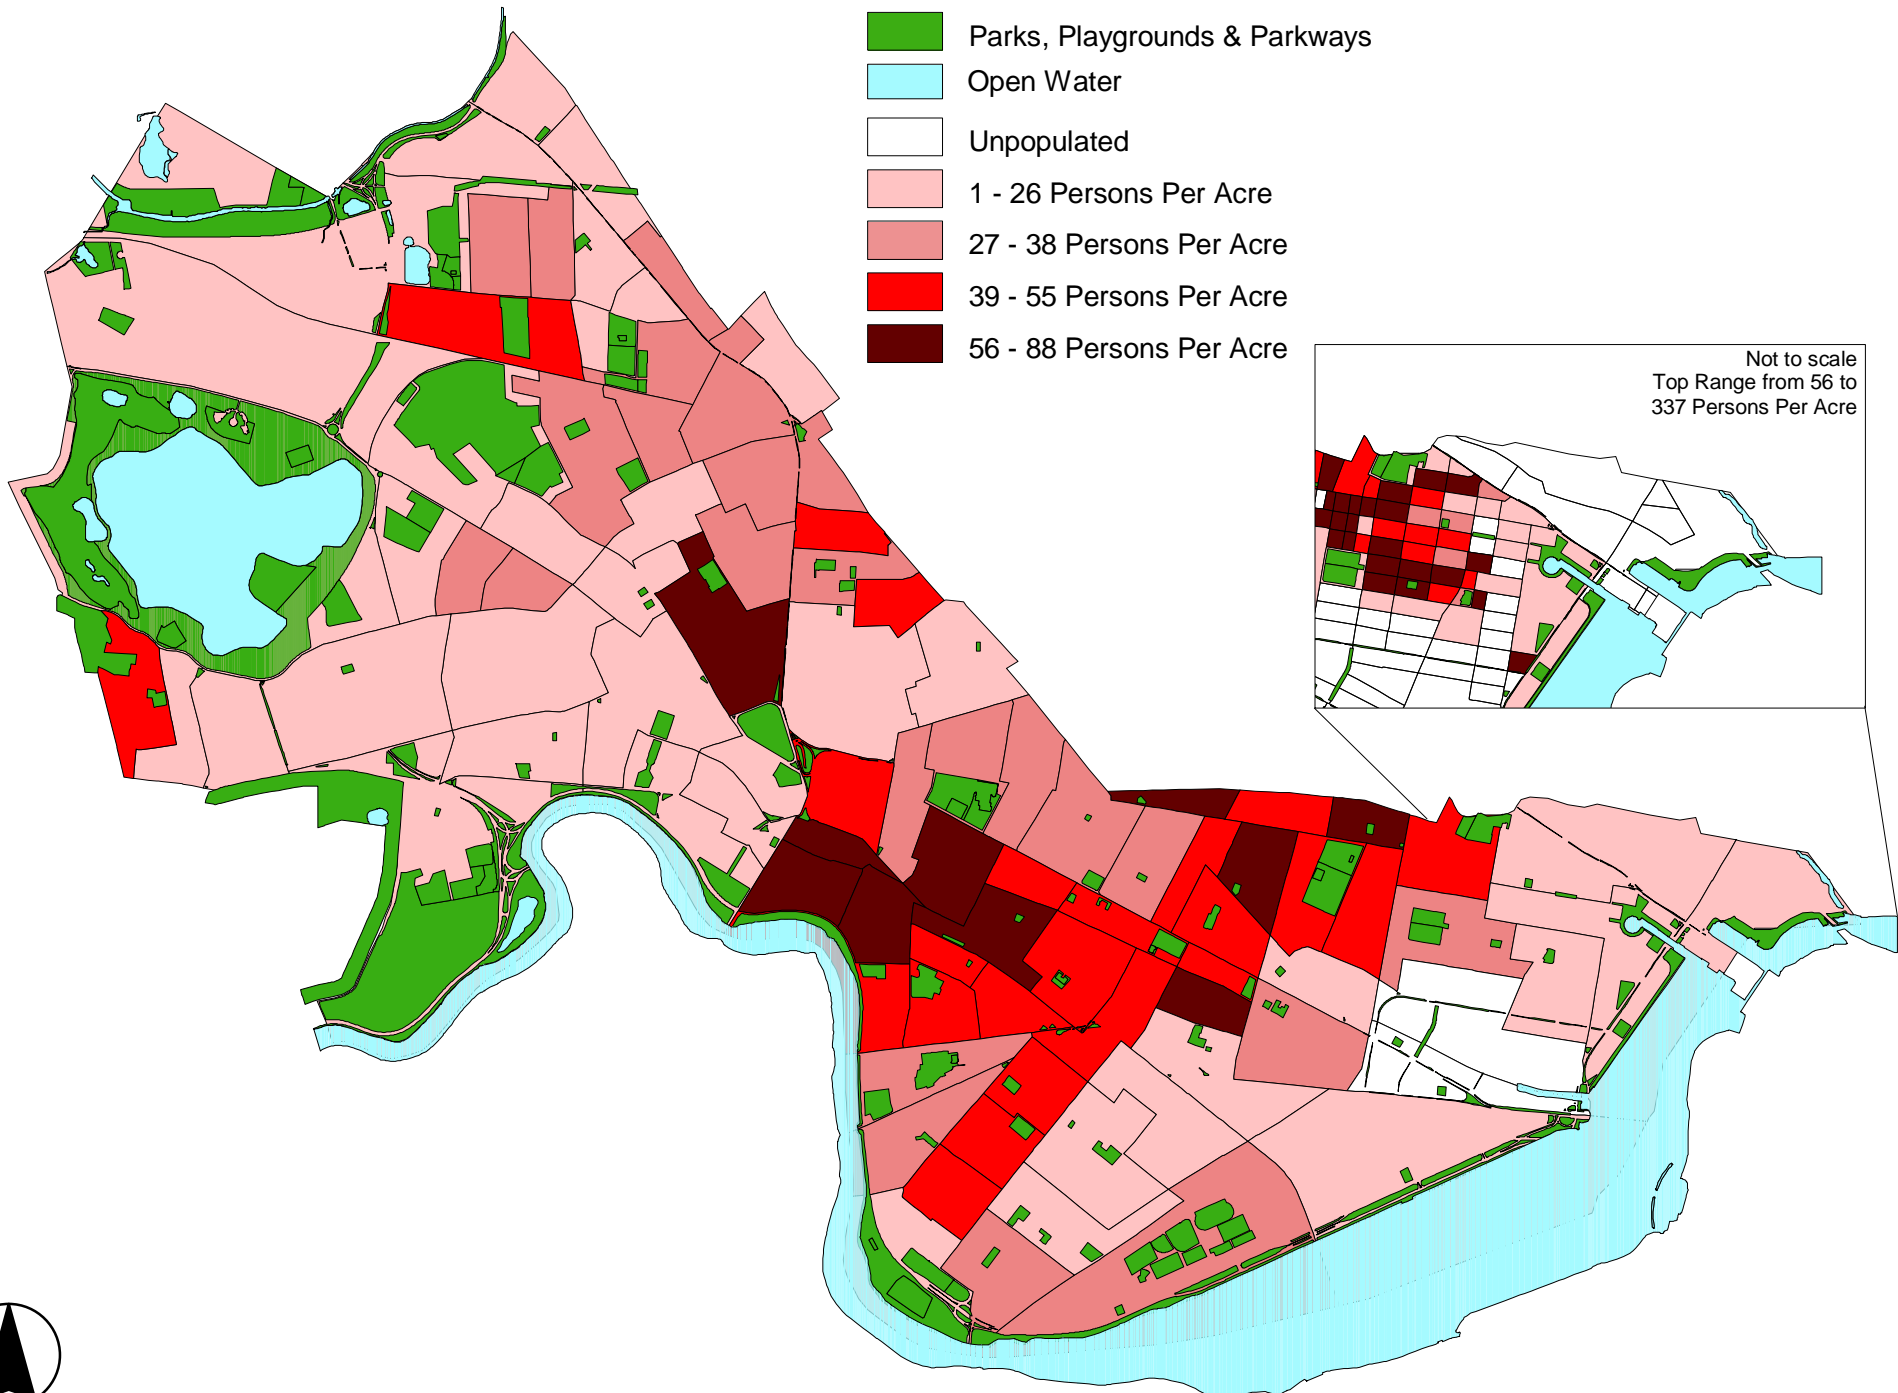 Parks, Playgrounds & Parkways
Open Water
Unpopulated
1 - 26 Persons Per Acre
27 - 38 Persons Per Acre
39 - 55 Persons Per Acre
56 - 88 Persons Per Acre
Not to scale
Top Range from 56 to
337 Persons Per Acre